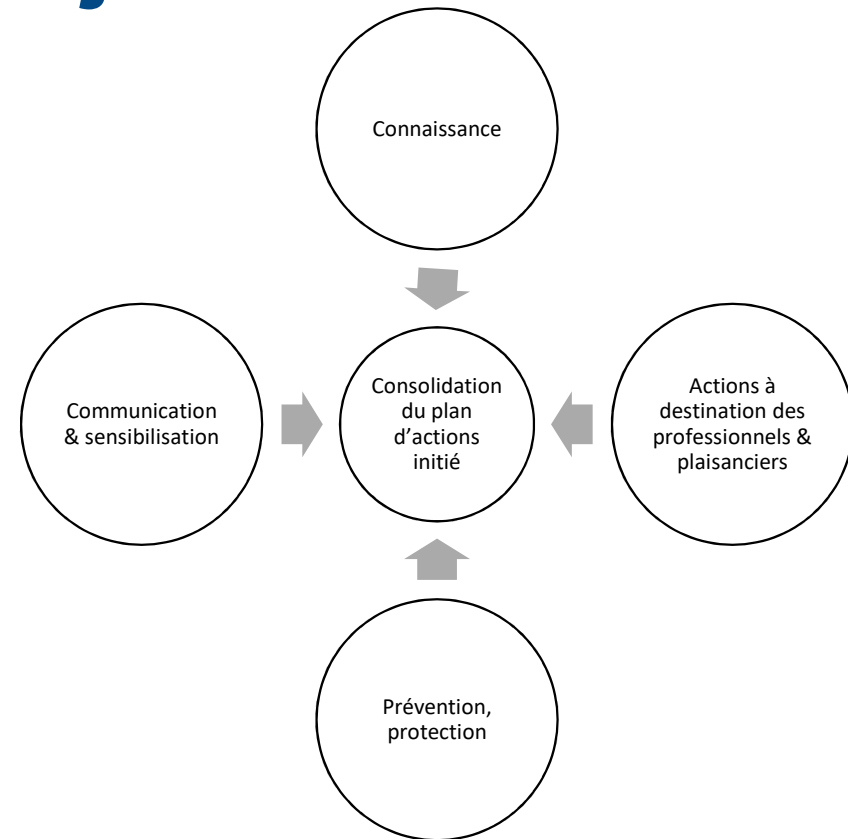 Connaissance
Communication
& sensibilisation
Consolidation
du plan
d’actions
initié
Actions à
destination des
professionnels &
plaisanciers
Prévention,
protection